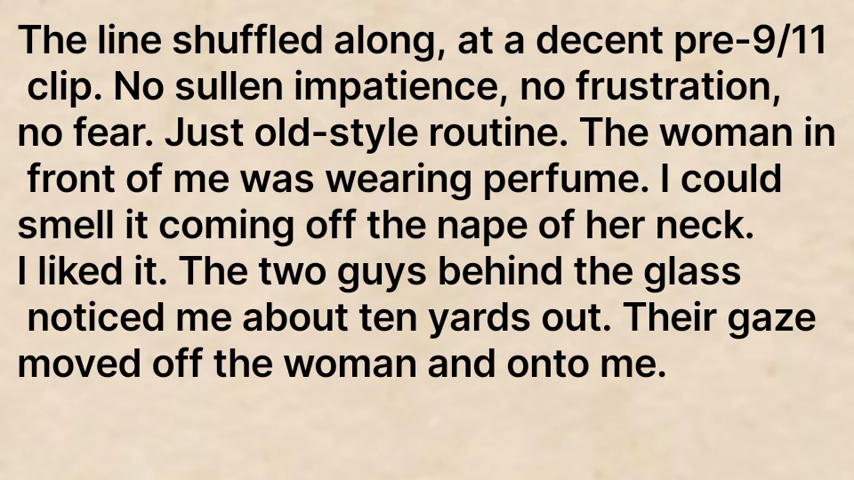 The line shuffled along, at a decent pre-9/11
clip. No sullen impatience, no frustration,
no fear. Just old-style routine. The woman in
front of me was wearing perfume. I could
smell it coming off the nape of her neck.
I liked it. The two guys behind the glass
noticed me about ten yards out. Their gaze
moved off the woman and onto me.